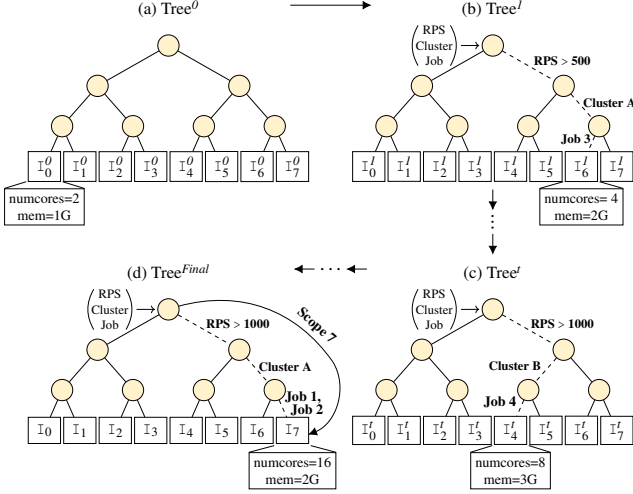 (a) Tree^0
(b) Tree^1
RPS
Cluster
Job
RPS > 500
Cluster A
Job 3
I_0^0 I_1^0 I_2^0 I_3^0 I_4^0 I_5^0 I_6^0 I_7^0
I_0^1 I_1^1 I_2^1 I_3^1 I_4^1 I_5^1 I_6^1 I_7^1
numcores=2
mem=1G
numcores= 4
mem=2G
(d) Tree^Final
(c) Tree^t
RPS
Cluster
Job
RPS > 1000
Scope 7
Cluster A
Job 1,
Job 2
RPS
Cluster
Job
RPS > 1000
Cluster B
Job 4
I_0 I_1 I_2 I_3 I_4 I_5 I_6 I_7
I_0^t I_1^t I_2^t I_3^t I_4^t I_5^t I_6^t I_7^t
numcores=16
mem=2G
numcores=8
mem=3G